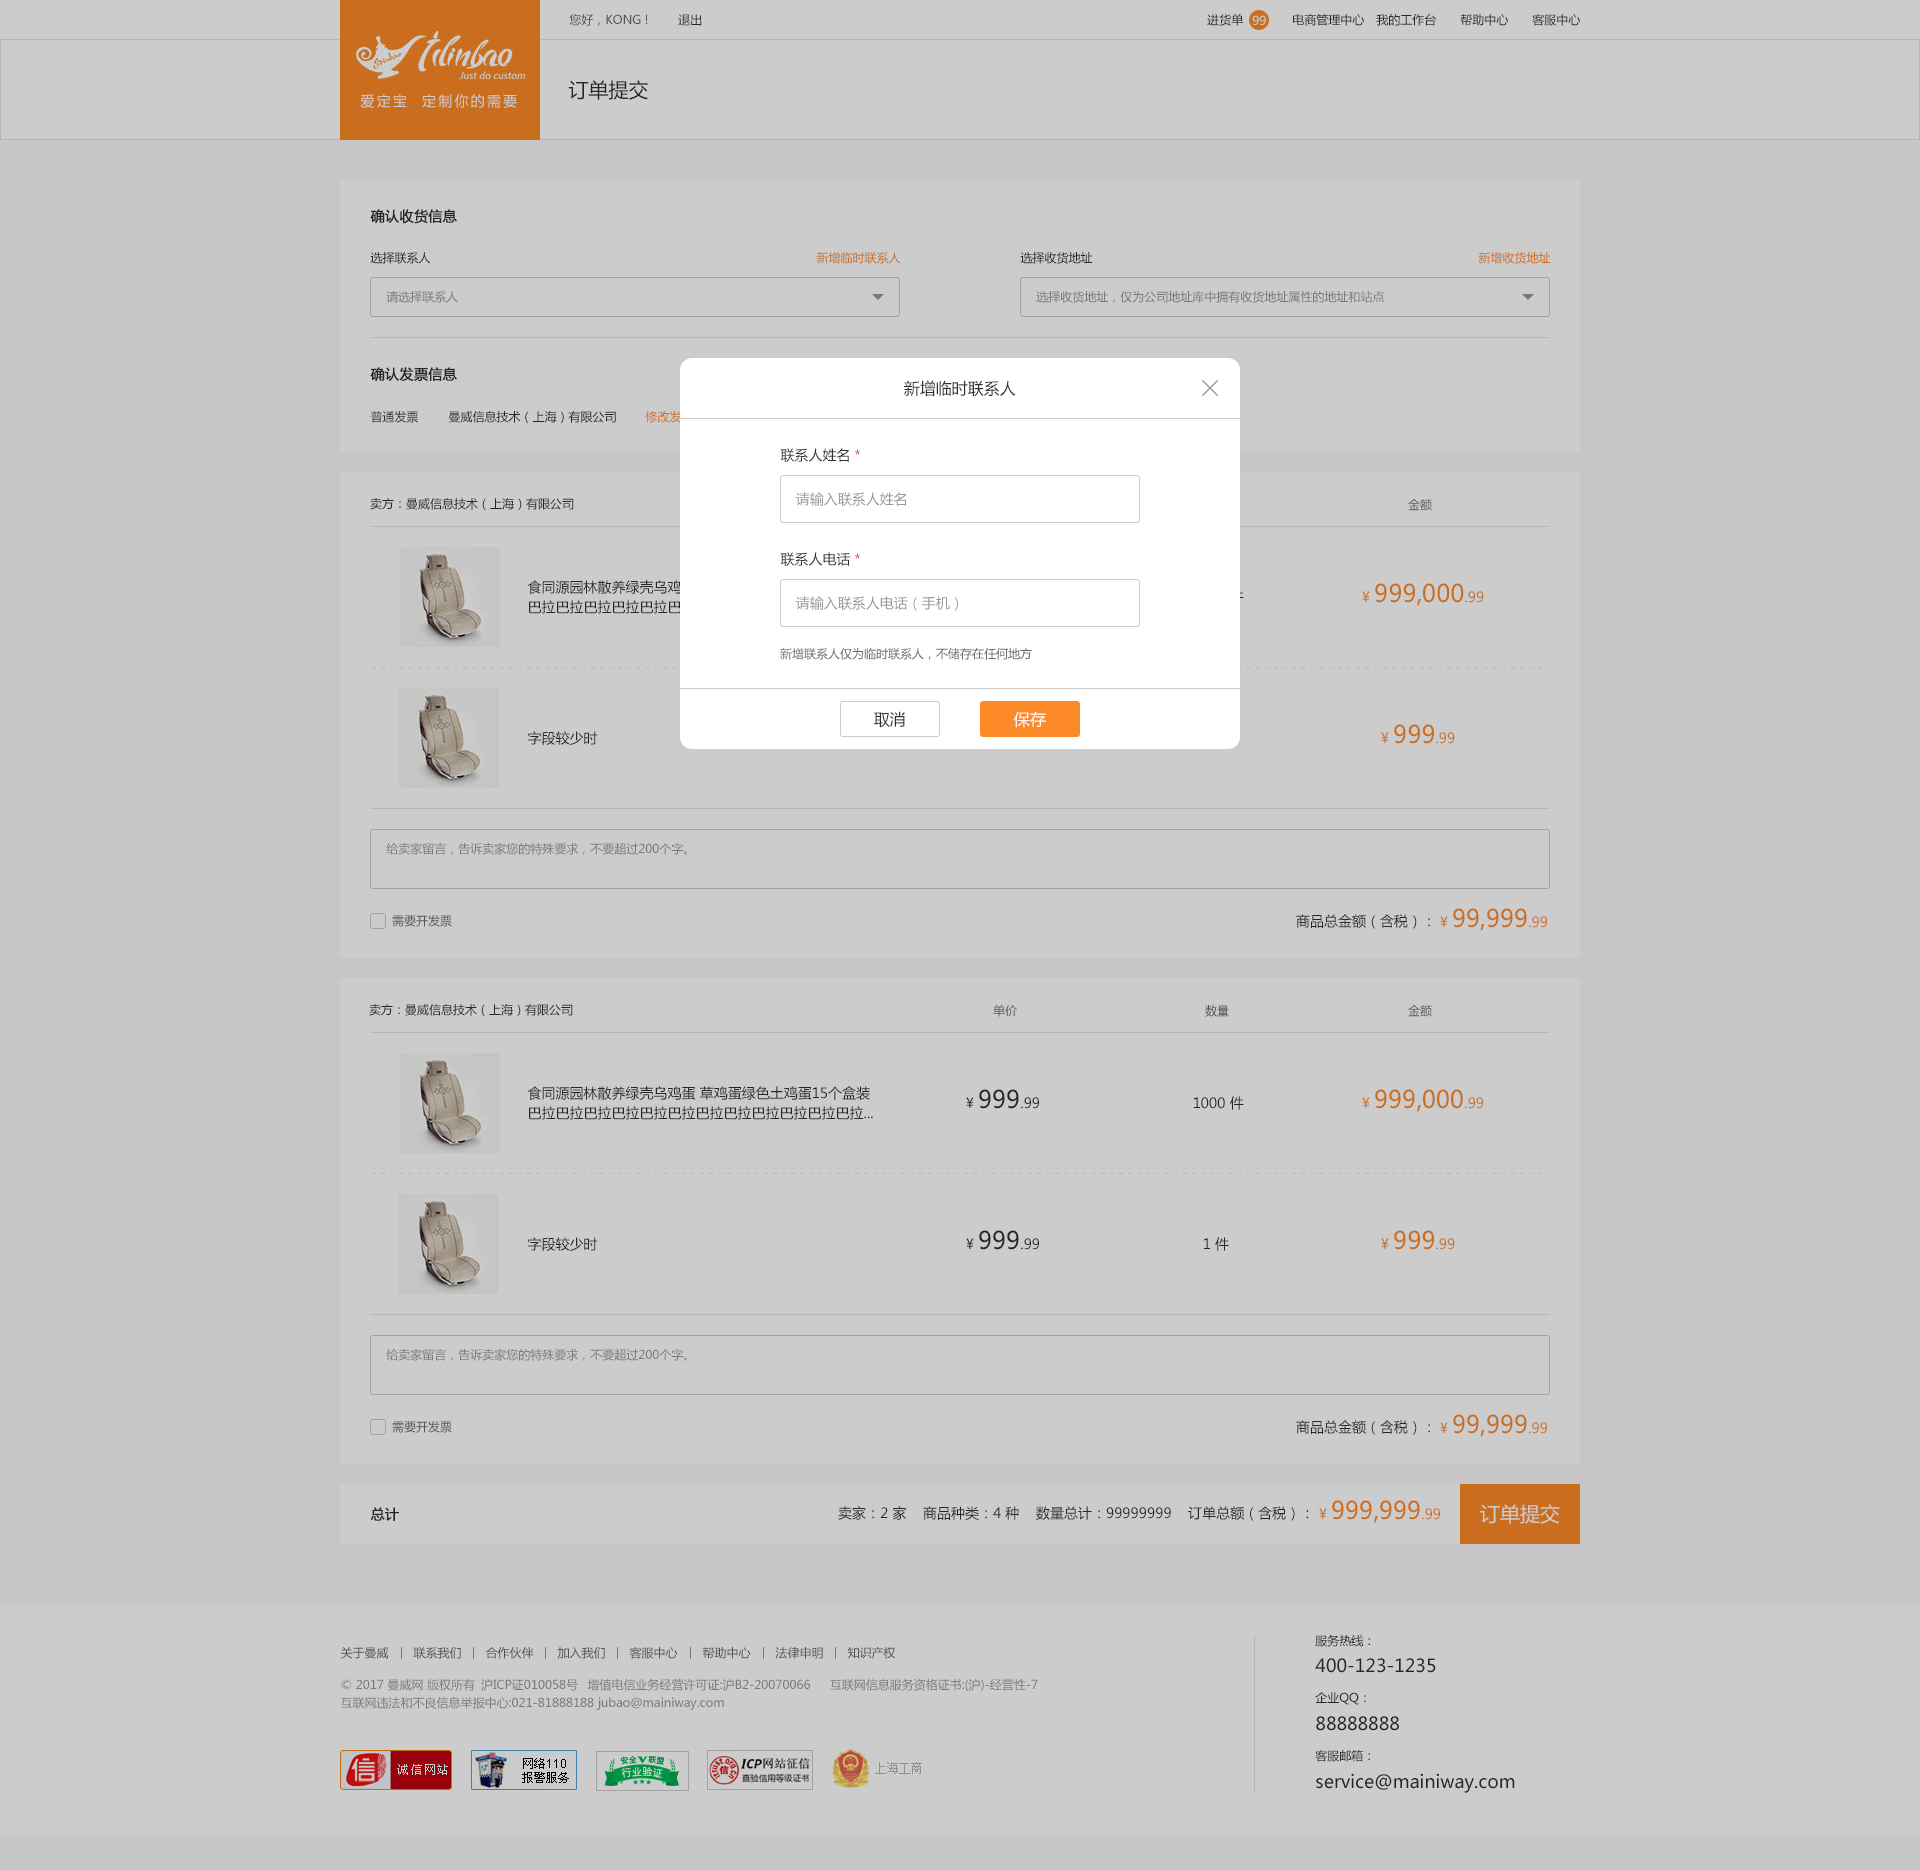 您好，KONG！
退出
进货单 99
电商管理中心
我的工作台
帮助中心
客服中心
tilinbao
Just do custom
爱定宝 定制你的需要
订单提交
确认收货信息
选择联系人
新增临时联系人
选择收货地址
新增收货地址
请选择联系人
选择收货地址，仅为公司地址库中拥有收货地址属性的地址和站点
确认发票信息
普通发票
曼威信息技术（上海）有限公司
修改发
新增临时联系人
联系人姓名 *
请输入联系人姓名
联系人电话 *
请输入联系人电话（手机）
新增联系人仅为临时联系人，不储存在任何地方
取消
保存
卖方：曼威信息技术（上海）有限公司
金额
食同源园林散养绿壳乌鸡
巴拉巴拉巴拉巴拉巴拉巴
¥ 999,000.99
字段较少时
¥ 999.99
给卖家留言，告诉卖家您的特殊要求，不要超过200个字。
需要开发票
商品总金额（含税）：¥ 99,999.99
卖方：曼威信息技术（上海）有限公司
单价
数量
金额
食同源园林散养绿壳乌鸡蛋 草鸡蛋绿色土鸡蛋15个盒装
巴拉巴拉巴拉巴拉巴拉巴拉巴拉巴拉巴拉巴拉巴拉巴拉...
¥ 999.99
1000 件
¥ 999,000.99
字段较少时
¥ 999.99
1 件
¥ 999.99
给卖家留言，告诉卖家您的特殊要求，不要超过200个字。
需要开发票
商品总金额（含税）：¥ 99,999.99
总计
卖家：2 家
商品种类：4 种
数量总计：99999999
订单总额（含税）：¥ 999,999.99
订单提交
关于曼威 | 联系我们 | 合作伙伴 | 加入我们 | 客服中心 | 帮助中心 | 法律申明 | 知识产权
© 2017 曼威网 版权所有 沪ICP证010058号 增值电信业务经营许可证:沪B2-20070066 互联网信息服务资格证书:(沪)-经营性-7
互联网违法和不良信息举报中心:021-81888188 jubao@mainiway.com
信 诚信网站
网络110
报警服务
安全V联盟
行业验证
信 ICP网站征信
直验信用等级证书
上海工商
服务热线：
400-123-1235
企业QQ：
88888888
客服邮箱：
service@mainiway.com